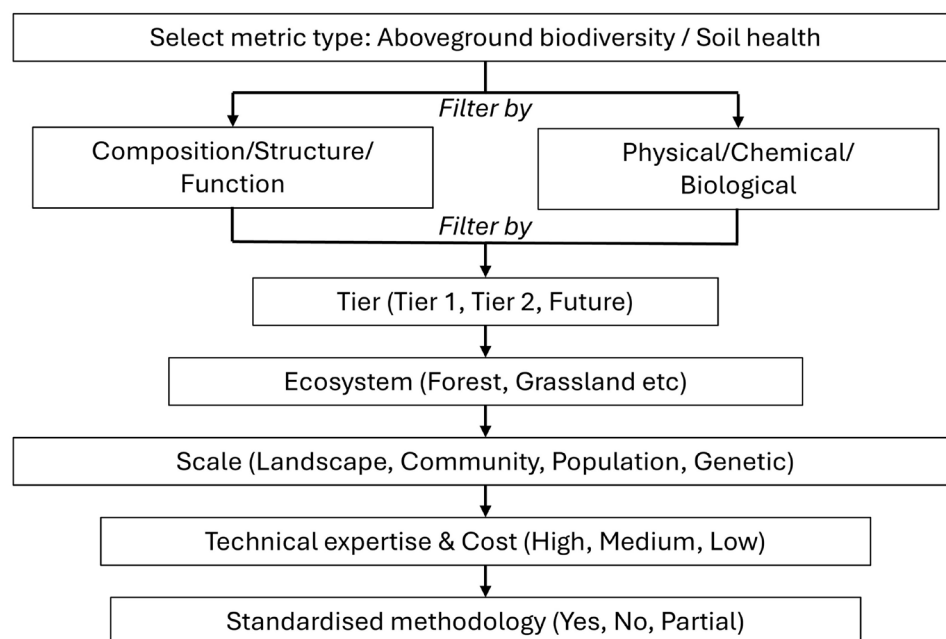 Select metric type: Aboveground biodiversity / Soil health
Filter by
Composition/Structure/
Function
Physical/Chemical/
Biological
Filter by
Tier (Tier 1, Tier 2, Future)
Ecosystem (Forest, Grassland etc)
Scale (Landscape, Community, Population, Genetic)
Technical expertise & Cost (High, Medium, Low)
Standardised methodology (Yes, No, Partial)